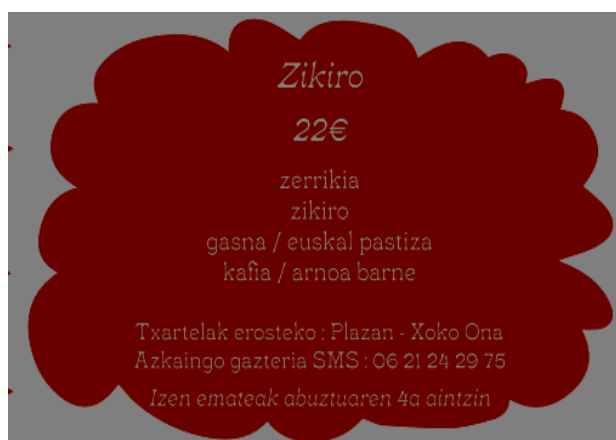 Zikiro
22€
zerrikia
zikiro
gasna / euskal pastiza
kafia / arnoa barne
Txartelak erosteko : Plazan - Xoko Ona
Azkaingo gazteria SMS : 06 21 24 29 75
Izen emateak abuztuaren 4a aintzin